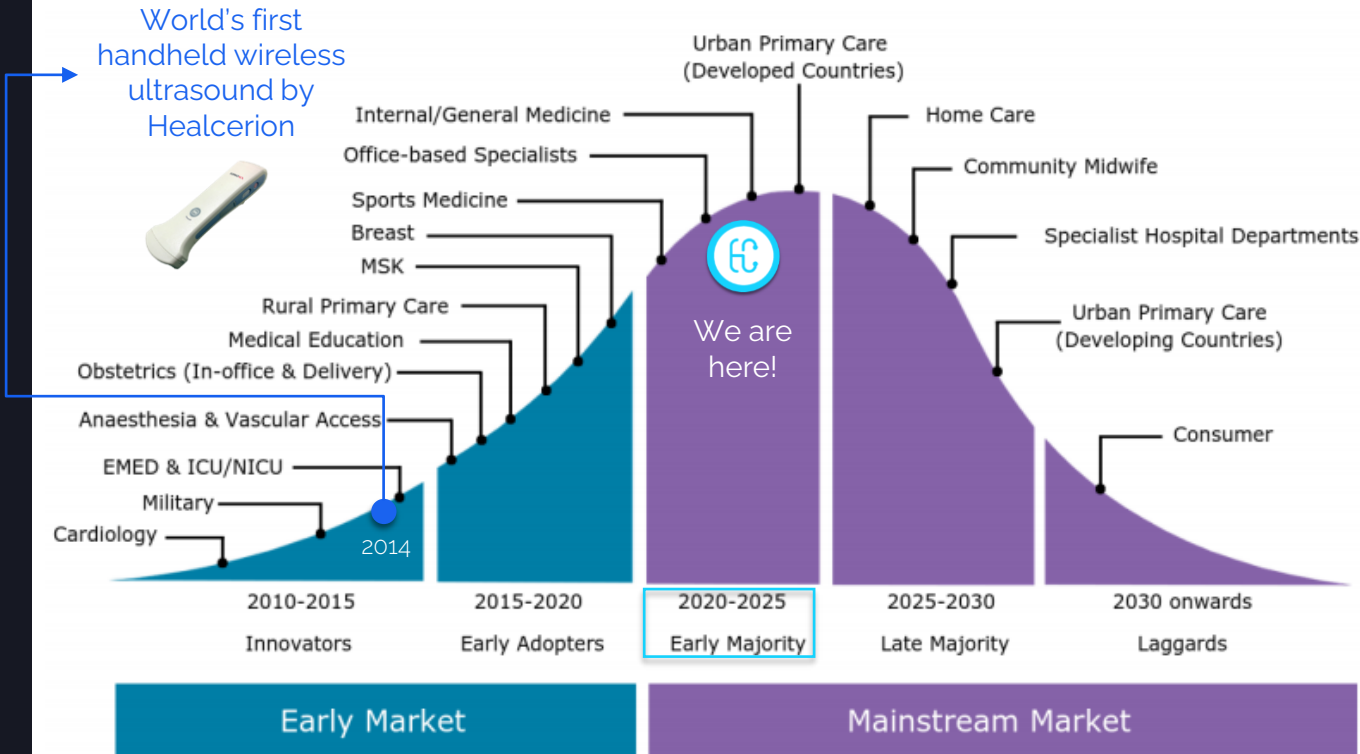 World's first
handheld wireless
ultrasound by
Healcerion
Urban Primary Care
(Developed Countries)
Internal/General Medicine
Home Care
Office-based Specialists
Community Midwife
Sports Medicine
Breast
Specialist Hospital Departments
MSK
Rural Primary Care
Urban Primary Care
(Developing Countries)
We are
here!
Medical Education
Obstetrics (In-office & Delivery)
Anaesthesia & Vascular Access
Consumer
EMED & ICU/NICU
Military
Cardiology
2014
2010-2015
2015-2020
2020-2025
2025-2030
2030 onwards
Innovators
Early Adopters
Early Majority
Late Majority
Laggards
Early Market
Mainstream Market